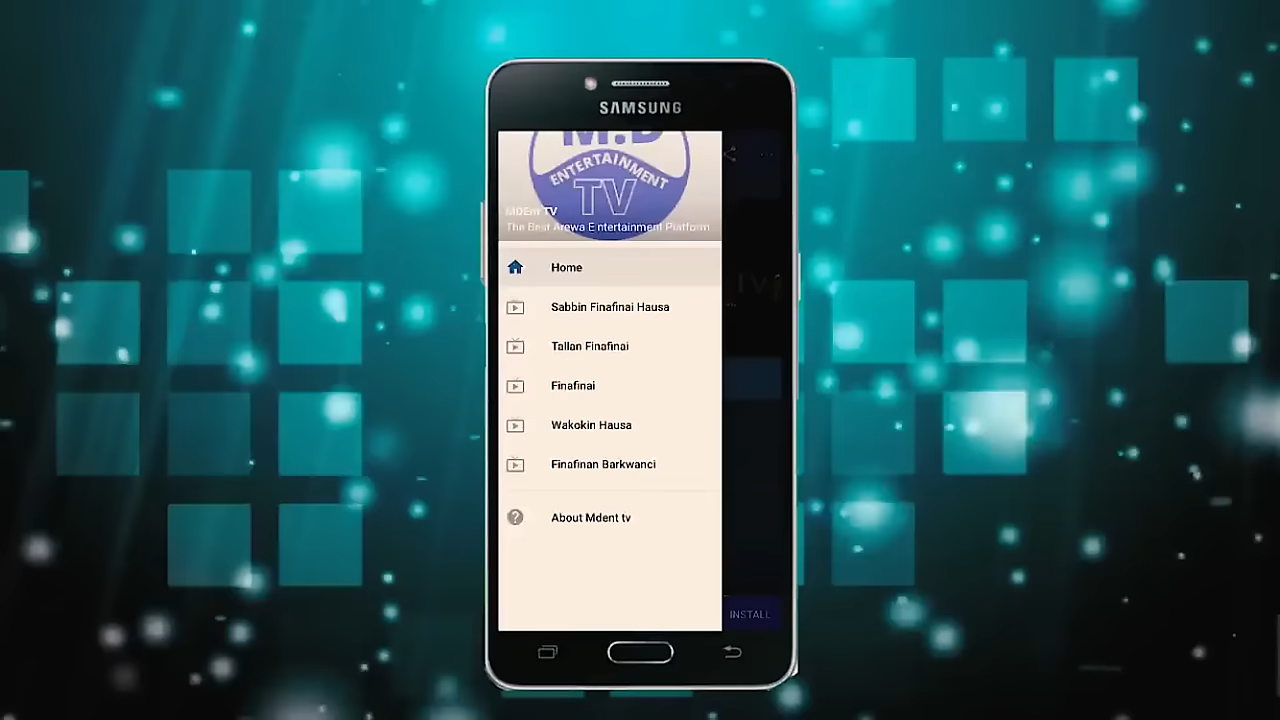 SAMSUNG
M.D
ENTERTAINMENT
TV
MDEnt TV
The Best Arewa Entertainment Platform
Home
Sabbin Finafinai Hausa
Tallan Finafinai
Finafinai
Wakokin Hausa
Finafinan Barkwanci
About Mdent tv
INSTALL